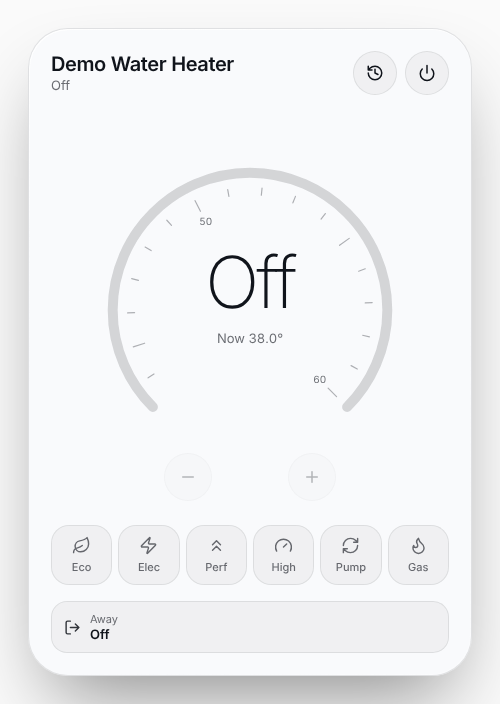 Demo Water Heater
Off
50
Off
Now 38.0°
60
Eco
Elec
Perf
High
Pump
Gas
Away
Off